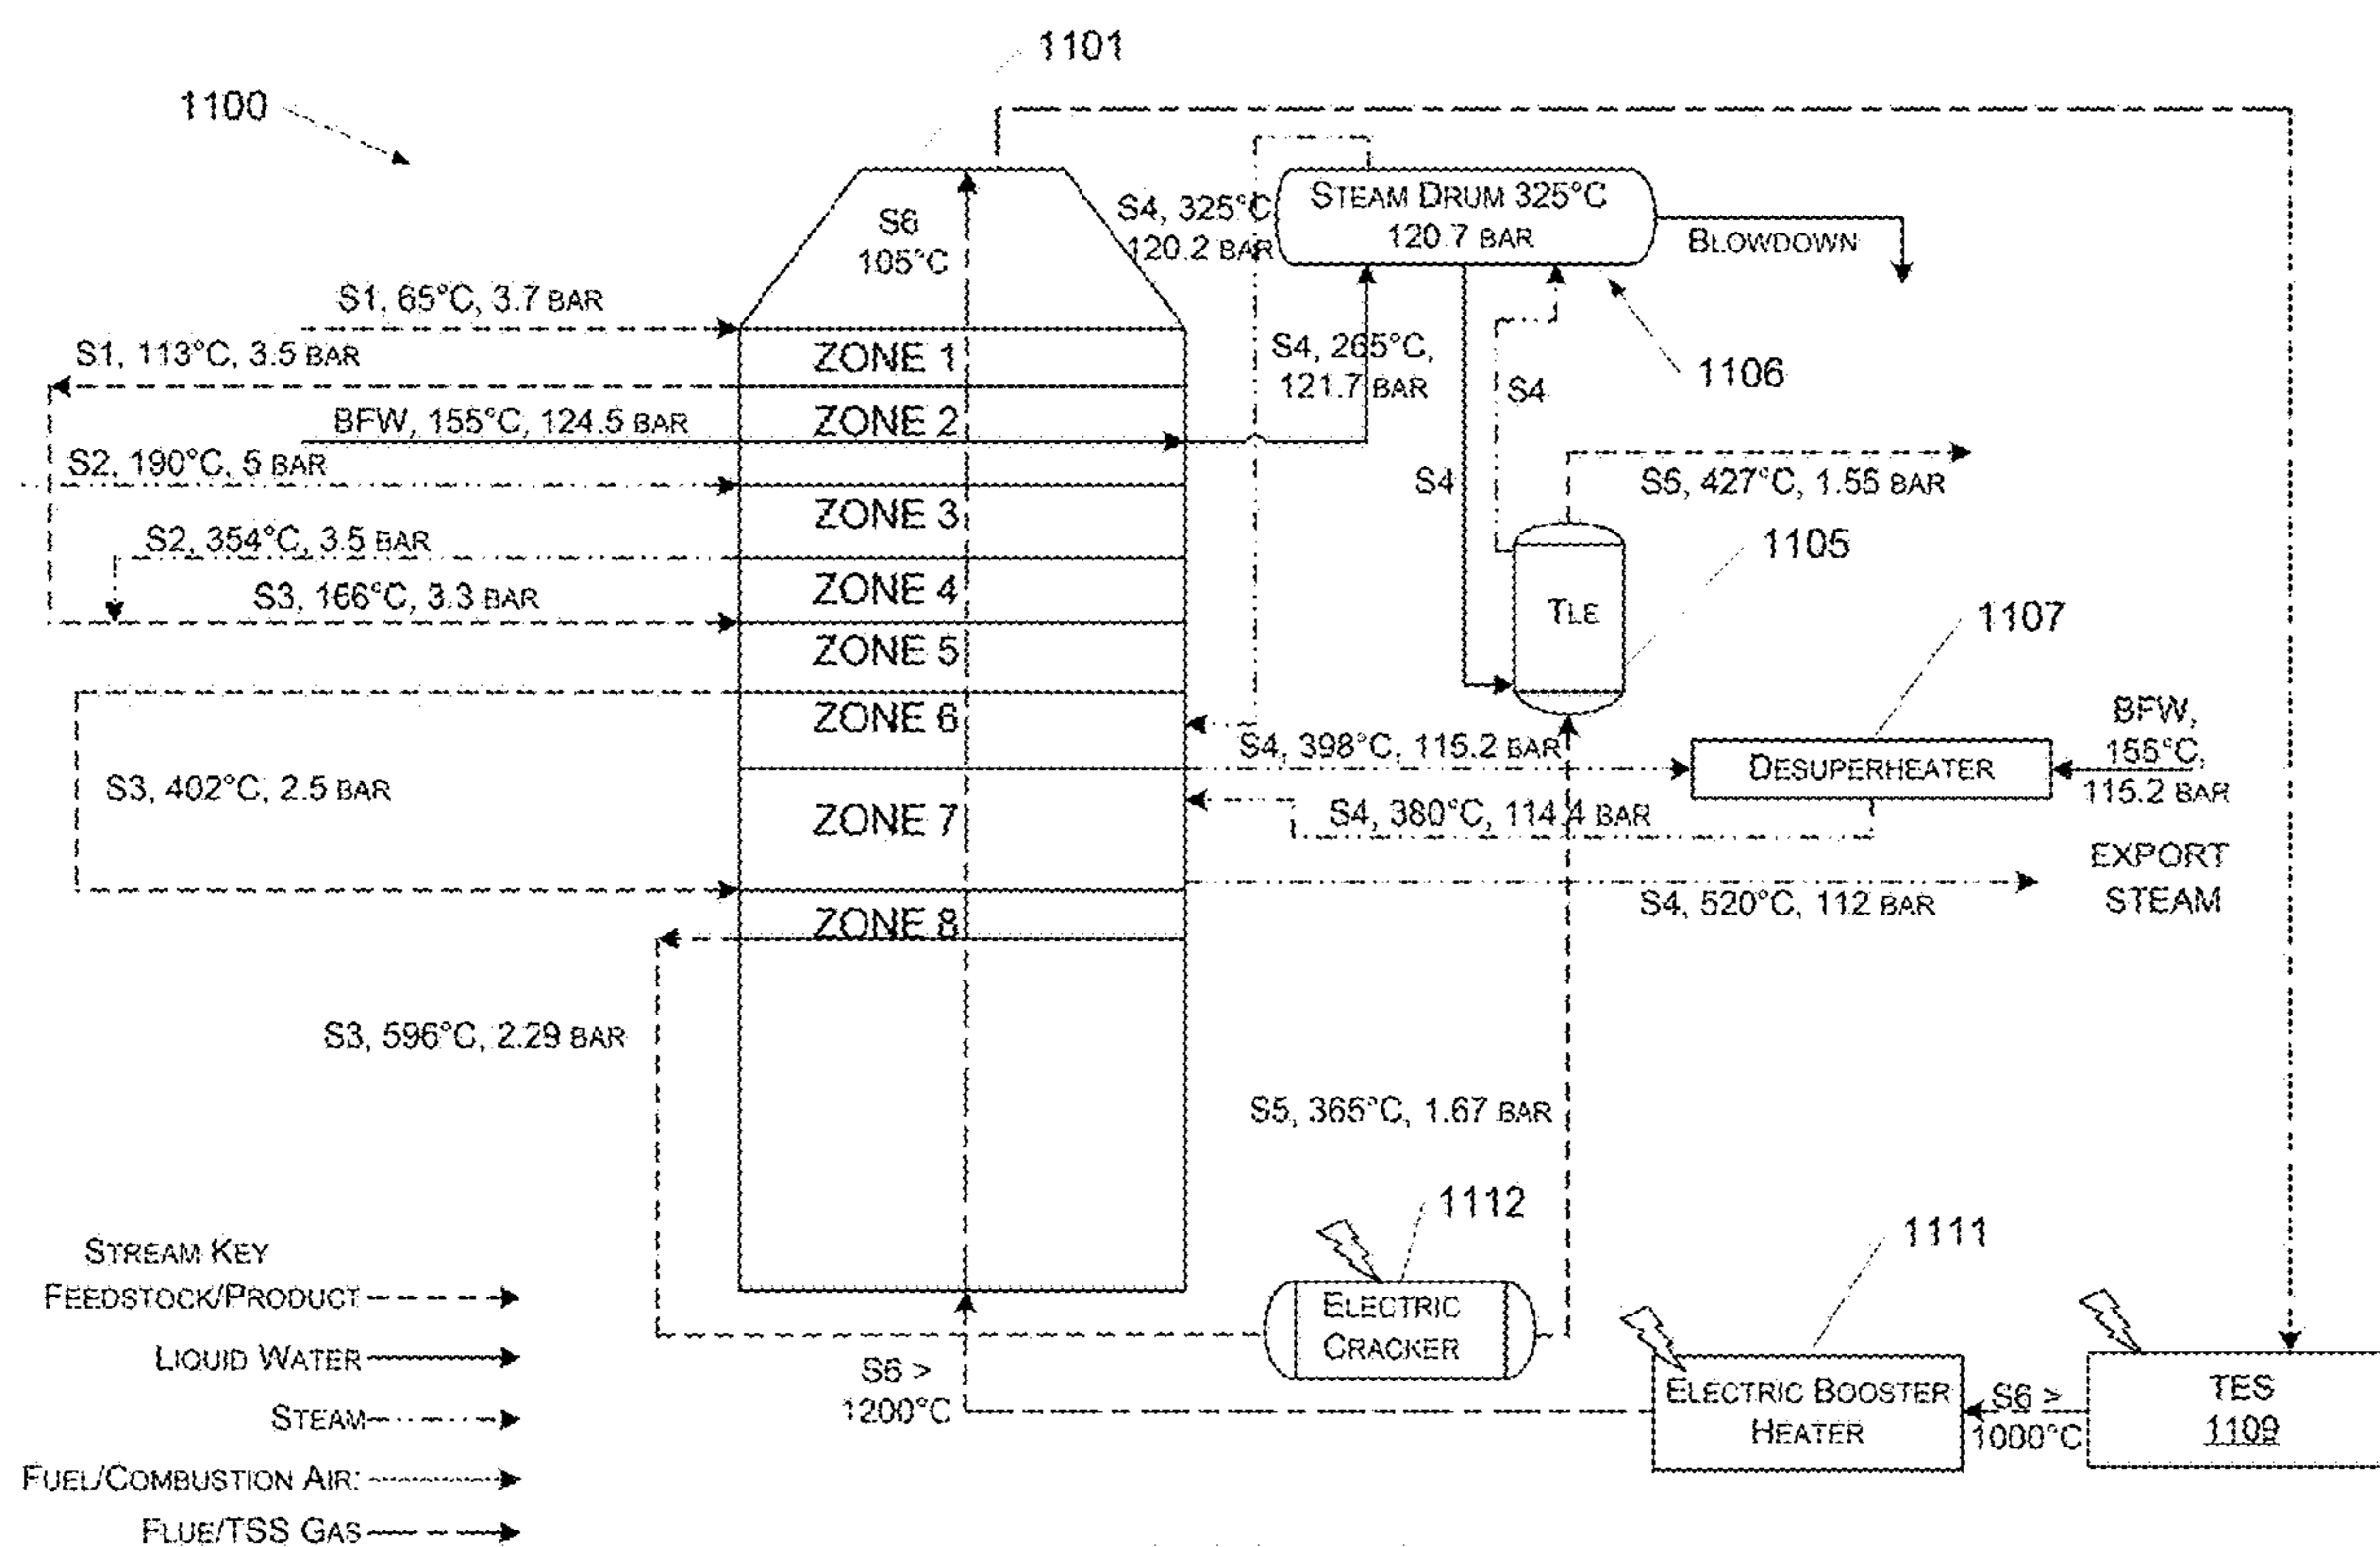 1101
1100
S6
105°C
S4, 325°C
120.2 BAR
STEAM DRUM 325°C
120.7 BAR
BLOWDOWN
S1, 65°C, 3.7 BAR
S1, 113°C, 3.5 BAR
ZONE 1
S4, 265°C,
121.7 BAR
S4
1106
BFW, 155°C, 124.5 BAR
ZONE 2
S2, 190°C, 5 BAR
S4
S5, 427°C, 1.55 BAR
ZONE 3
S2, 354°C, 3.5 BAR
1105
S3, 166°C, 3.3 BAR
ZONE 4
TLE
1107
ZONE 5
ZONE 6
S4, 398°C, 115.2 BAR
BFW,
155°C,
115.2 BAR
DESUPERHEATER
S3, 402°C, 2.5 BAR
ZONE 7
S4, 380°C, 114.4 BAR
EXPORT
STEAM
S4, 520°C, 112 BAR
ZONE 8
S3, 596°C, 2.29 BAR
S5, 365°C, 1.67 BAR
1112
1111
STREAM KEY
FEEDSTOCK/PRODUCT
LIQUID WATER
STEAM
FUEL/COMBUSTION AIR:
FLUE/TSS GAS
ELECTRIC
CRACKER
S6 >
1200°C
ELECTRIC BOOSTER
HEATER
S6 >
1000°C
TES
1109